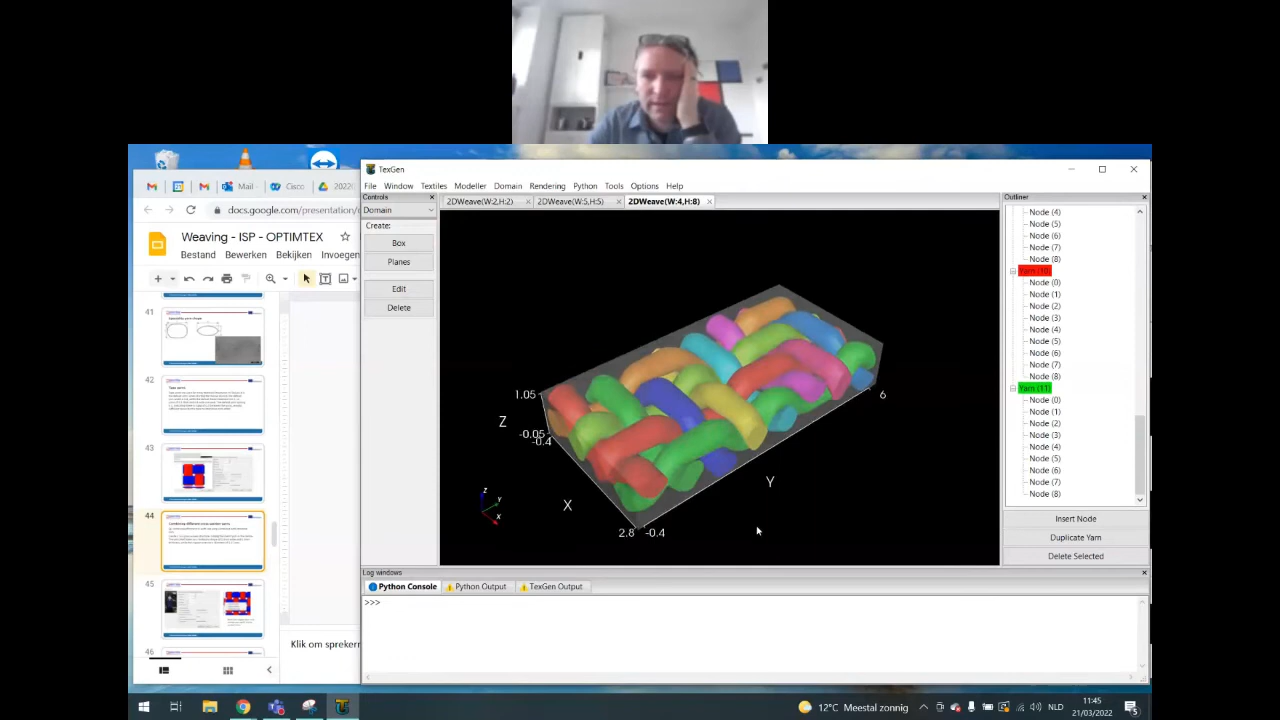 TexGen
File Window Textiles Modeller Domain Rendering Python Tools Options Help
Controls
Domain
Create:
Box
Planes
Edit
Delete
2DWeave(W:2,H:2)
2DWeave(W:5,H:5)
2DWeave(W:4,H:8)
1.05
Z
-0.05
-0.4
X
2.8
-0.4
Y
6
Z
Y
X
Outliner
Node (4)
Node (5)
Node (6)
Node (7)
Node (8)
Yarn (10)
Node (0)
Node (1)
Node (2)
Node (3)
Node (4)
Node (5)
Node (6)
Node (7)
Node (8)
Yarn (11)
Node (0)
Node (1)
Node (2)
Node (3)
Node (4)
Node (5)
Node (6)
Node (7)
Node (8)
Insert Node
Duplicate Yarn
Delete Selected
Log windows
Python Console
Python Output
TexGen Output
>>>
Mail
Cisco
docs.google.com/presentation/
Weaving - ISP - OPTIMTEX
Bestand Bewerken Bekijken Invoegen
41
42
43
44
Combining different cross section yarns
45
46
Klik om spreker
12°C Meestal zonnig
NLD
11:45
21/03/2022
5